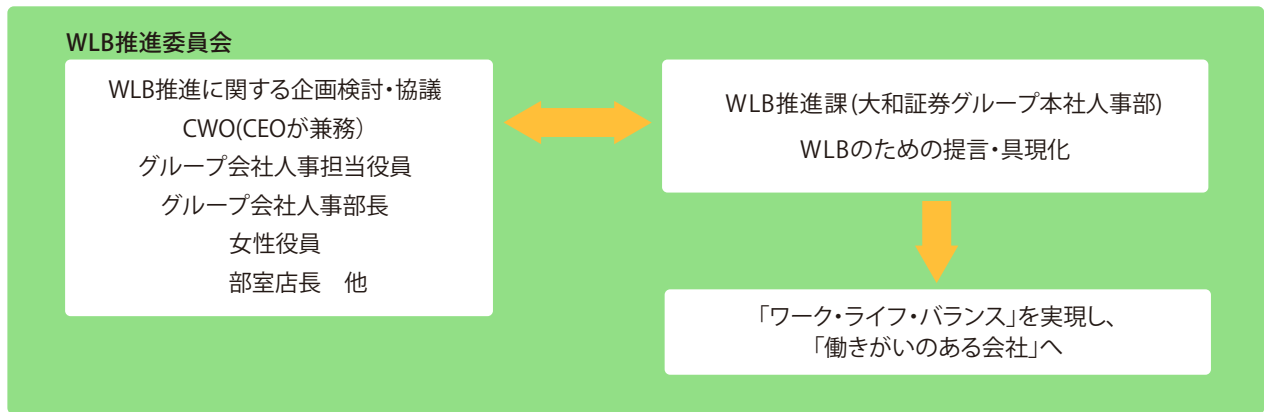 WLB推進委員会
WLB推進に関する企画検討・協議
CWO(CEOが兼務）
グループ会社人事担当役員
グループ会社人事部長
女性役員
部室店長　他
WLB推進課(大和証券グループ本社人事部)
WLBのための提言・具現化
「ワーク・ライフ・バランス」を実現し、
「働きがいのある会社」へ